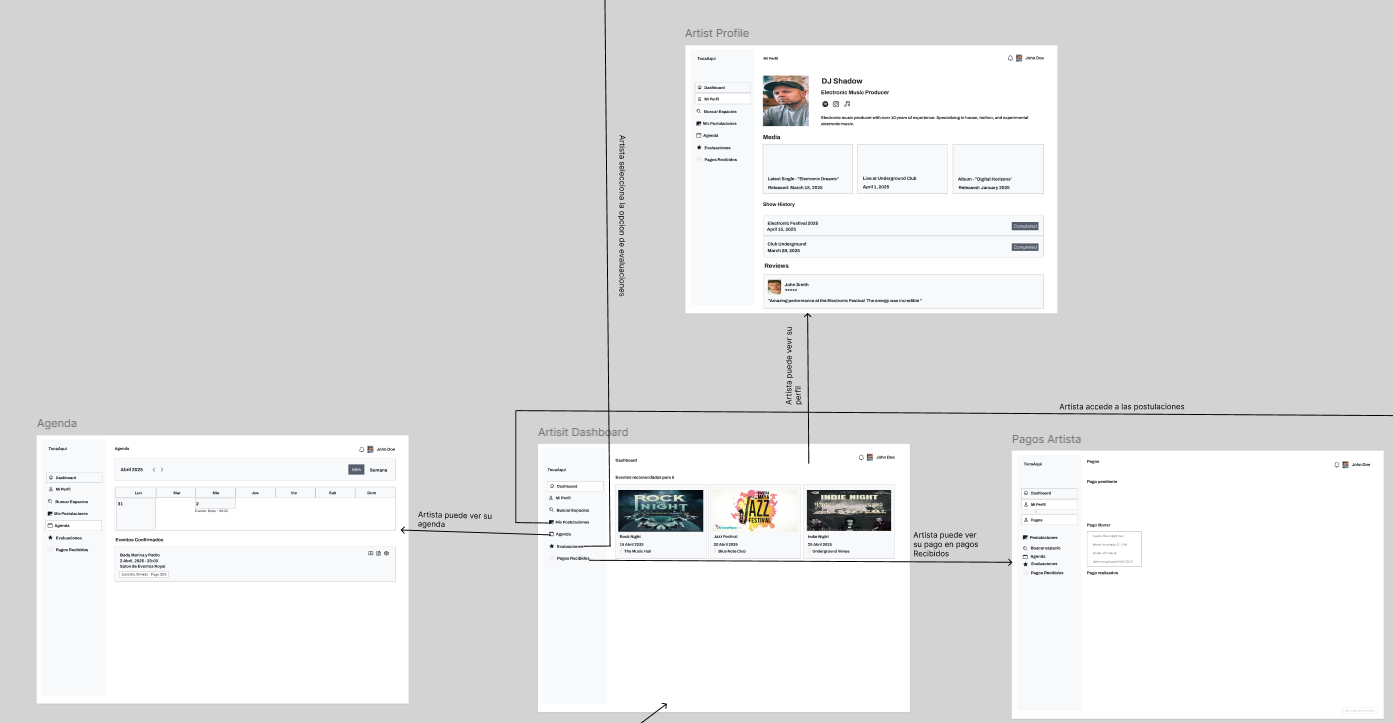 Artist Profile
TocaAqui
Mi Perfil
John Doe
Dashboard
Mi Perfil
Buscar Espacios
Mis Postulaciones
Agenda
Evaluaciones
Pagos Recibidos
DJ Shadow
Electronic Music Producer
Electronic music producer with over 10 years of experience. Specializing in house, techno, and experimental
electronic music.
Media
Latest Single - "Electronic Dreams"
Released: March 15, 2025
Live at Underground Club
April 1, 2025
Album - "Digital Horizons"
Released: January 2025
Show History
Electronic Festival 2025
April 15, 2025
Completed
Club Underground
March 28, 2025
Completed
Reviews
John Smith
*****
"Amazing performance at the Electronic Festival The energy was incredible"
Artista selecciona la opcion de evaluaciones
Artista puede vevr su
perfil
Artista accede a las postulaciones
Agenda
TocaAqui
Agenda
John Doe
Dashboard
Mi Perfil
Buscar Espacios
Mis Postulaciones
Agenda
Evaluaciones
Pagos Recibidos
Abril 2025
< >
Mes
Semana
Lun
Mar
Mie
Jue
Vie
Sab
Dom
31
2
Evento: Boda - 20:00
Eventos Confirmados
Boda Marina y Pedro
2 Abril, 2025 - 20:00
Salon de Eventos Royal
Artista puede ver su
agenda
Artisit Dashboard
TocaAqui
Dashboard
John Doe
Dashboard
Mi Perfil
Buscar Espacios
Mis Postulaciones
Agenda
Evaluaciones
Pagos Recibidos
Eventos recomendados para ti
ROCK
NIGHT
JAZZ
FESTIVAL
INDIE NIGHT
Rock Night
15 Abril 2025
The Music Hall
Jazz Festival
20 Abril 2025
Blue Note Club
Indie Night
25 Abril 2025
Underground Venue
Artista puede ver
su pago en pagos
Recibidos
Pagos Artista
TocaAqui
Pagos
John Doe
Dashboard
Mi Perfil
Pagos
Postulaciones
Buscar espacio
Agenda
Evaluaciones
Pagos Recibidos
Pago pendiente
Pago liberar
Pago realizados